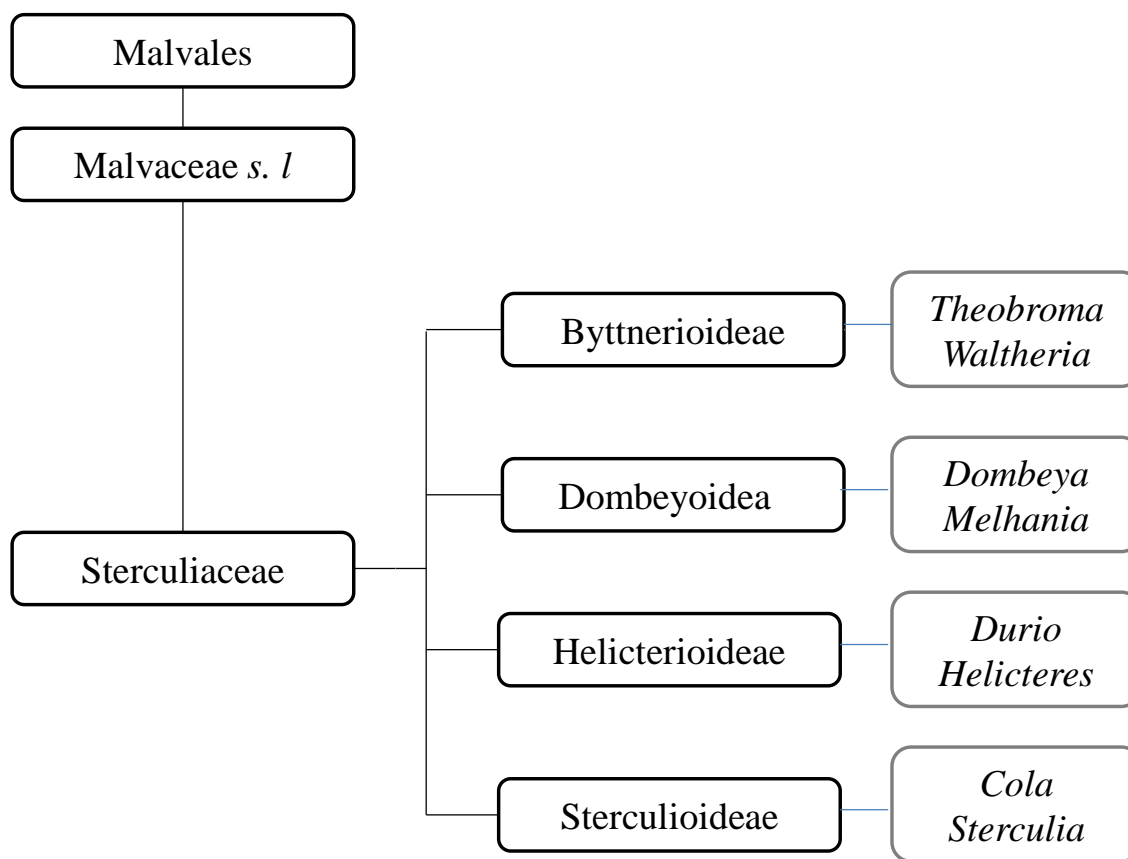 Malvales
Malvaceae s. l
Sterculiaceae
Byttnerioideae
Theobroma
Waltheria
Dombeyoidea
Dombeya
Melhania
Helicterioideae
Durio
Helicteres
Sterculioideae
Cola
Sterculia